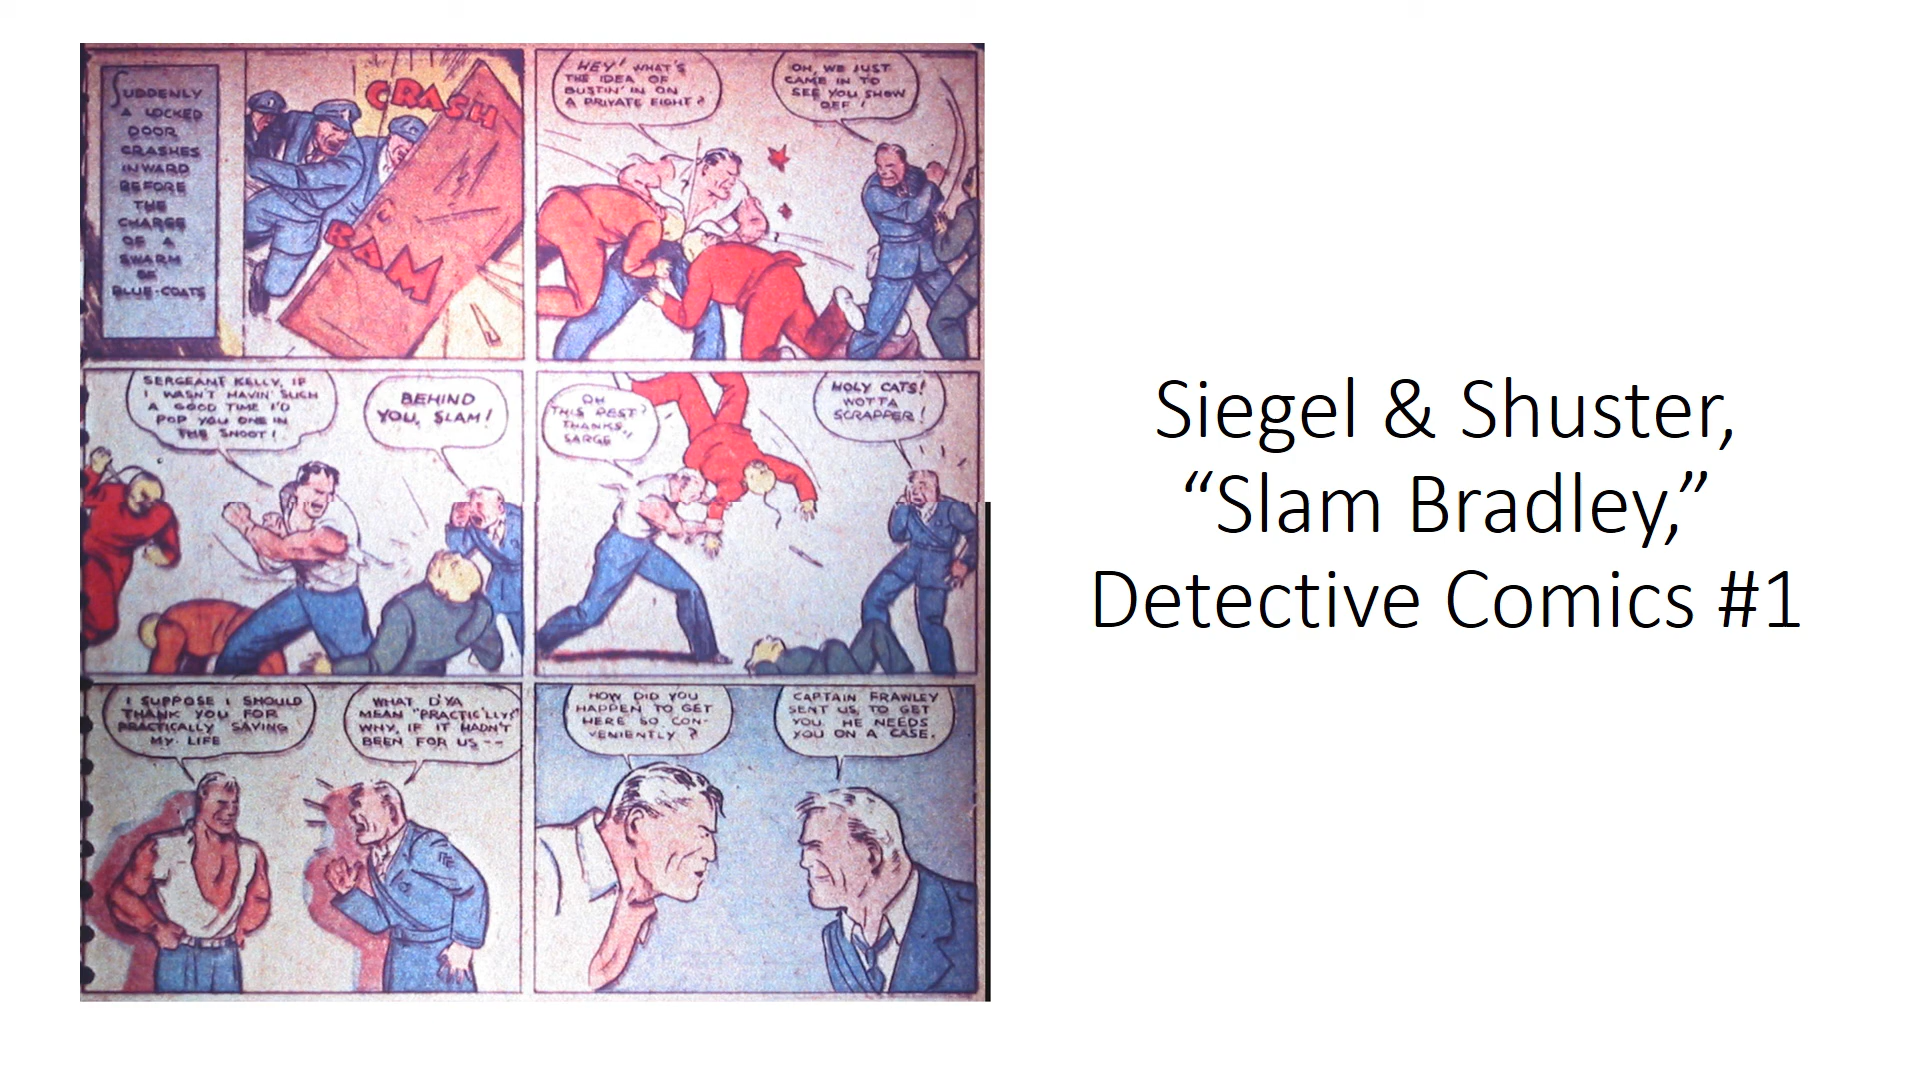 SUDDENLY
A LOCKED
DOOR
CRASHES
INWARD
BEFORE
THE
CHARGE
OF A
SWARM
OF
BLUE-COATS
CRASH
BAM
HEY! WHAT'S
THE IDEA OF
BUSTIN' IN ON
A PRIVATE FIGHT?
OH, WE JUST
CAME IN TO
SEE YOU SHOW
OFF!
SERGEANT KELLY, IF
I WASN'T HAVIN' SUCH
A GOOD TIME I'D
POP YOU ONE IN
THE SNOOT!
BEHIND
YOU, SLAM!
OH
THIS PEST?
THANKS,
SARGE
HOLY CATS!
WOTTA
SCRAPPER!
I SUPPOSE I SHOULD
THANK YOU FOR
PRACTICALLY SAVING
MY LIFE
WHAT D'YA
MEAN "PRACTIC'LLY?"
WHY, IF IT HADN'T
BEEN FOR US --
HOW DID YOU
HAPPEN TO GET
HERE SO CON-
VENIENTLY?
CAPTAIN FRAWLEY
SENT US TO GET
YOU. HE NEEDS
YOU ON A CASE.
Siegel & Shuster,
“Slam Bradley,”
Detective Comics #1